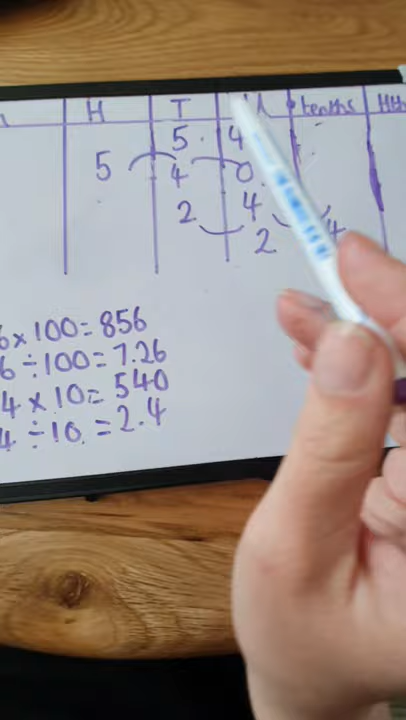 H T U tenths
5 4
5 4 0
2 4
2 4
6 × 100 = 856
6 ÷ 100 = 7.26
4 × 10 = 540
4 ÷ 10 = 2.4